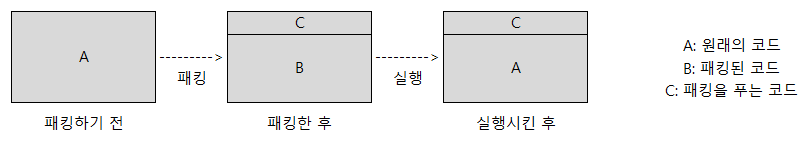 A
패킹하기 전
패킹
C
B
패킹한 후
실행
C
A
실행시킨 후
A: 원래의 코드
B: 패킹된 코드
C: 패킹을 푸는 코드